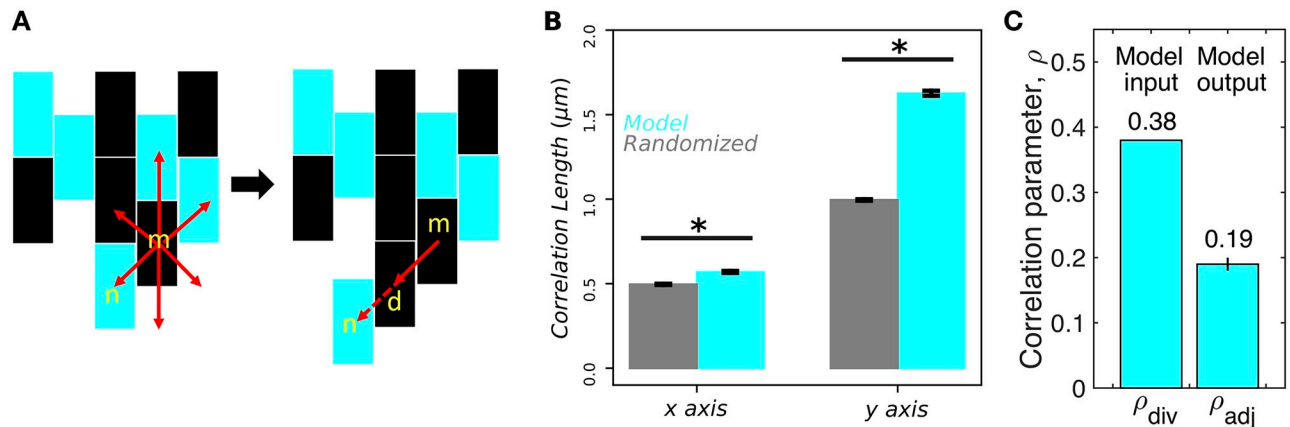 A
m
n
m
d
n
B
Correlation Length (μm)
2.0
1.5
1.0
0.5
0.0
Model
Randomized
*
*
x axis
y axis
C
Correlation parameter, ρ
0.5
0.4
0.3
0.2
0.1
0
Model input
Model output
0.38
0.19
ρdiv
ρadj